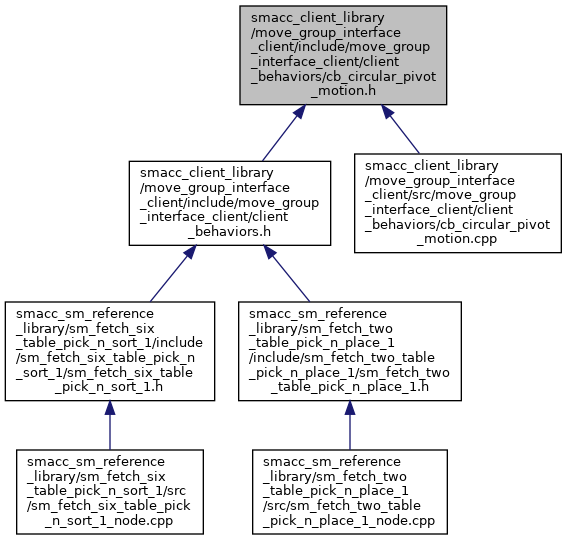 smacc_client_library
/move_group_interface
_client/include/move_group
_interface_client/client
_behaviors/cb_circular_pivot
_motion.h
smacc_client_library
/move_group_interface
_client/include/move_group
_interface_client/client
_behaviors.h
smacc_client_library
/move_group_interface
_client/src/move_group
_interface_client/client
_behaviors/cb_circular_pivot
_motion.cpp
smacc_sm_reference
_library/sm_fetch_six
_table_pick_n_sort_1/include
/sm_fetch_six_table_pick_n
_sort_1/sm_fetch_six_table
_pick_n_sort_1.h
smacc_sm_reference
_library/sm_fetch_two
_table_pick_n_place_1
/include/sm_fetch_two_table
_pick_n_place_1/sm_fetch_two
_table_pick_n_place_1.h
smacc_sm_reference
_library/sm_fetch_six
_table_pick_n_sort_1/src
/sm_fetch_six_table_pick
_n_sort_1_node.cpp
smacc_sm_reference
_library/sm_fetch_two
_table_pick_n_place_1
/src/sm_fetch_two_table
_pick_n_place_1_node.cpp